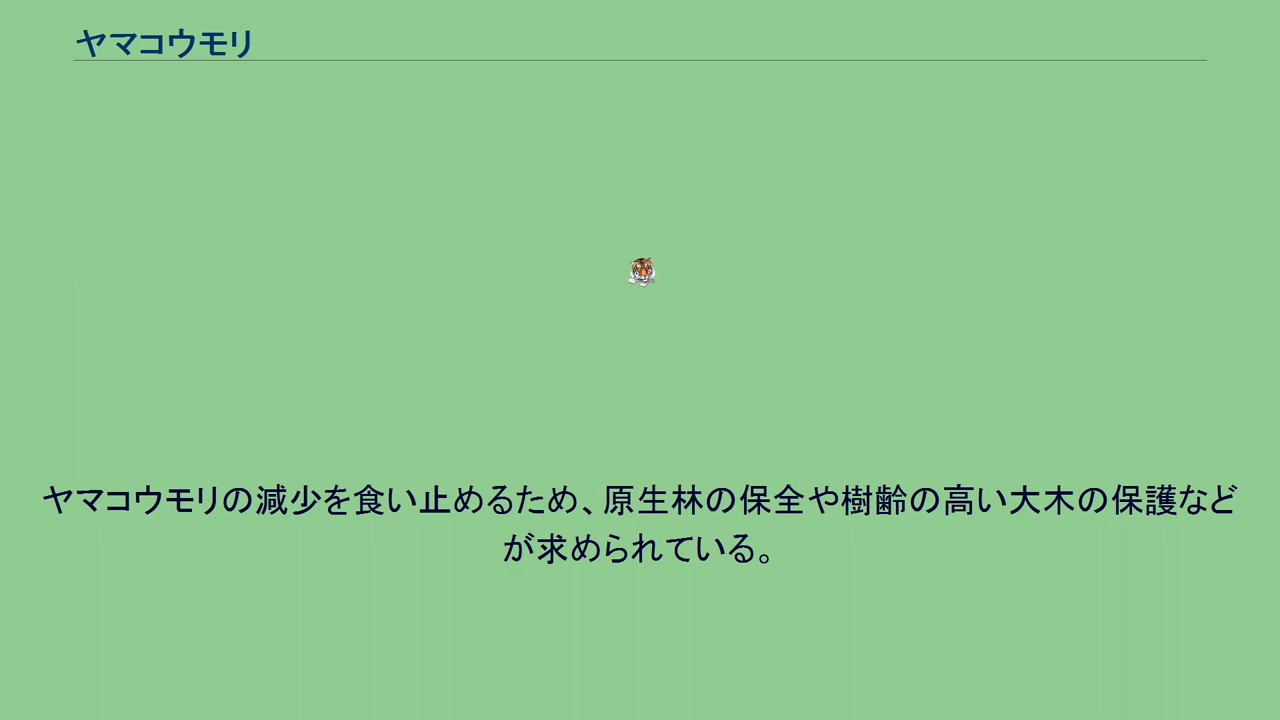 ヤマコウモリ
ヤマコウモリの減少を食い止めるため、原生林の保全や樹齢の高い大木の保護など
が求められている。